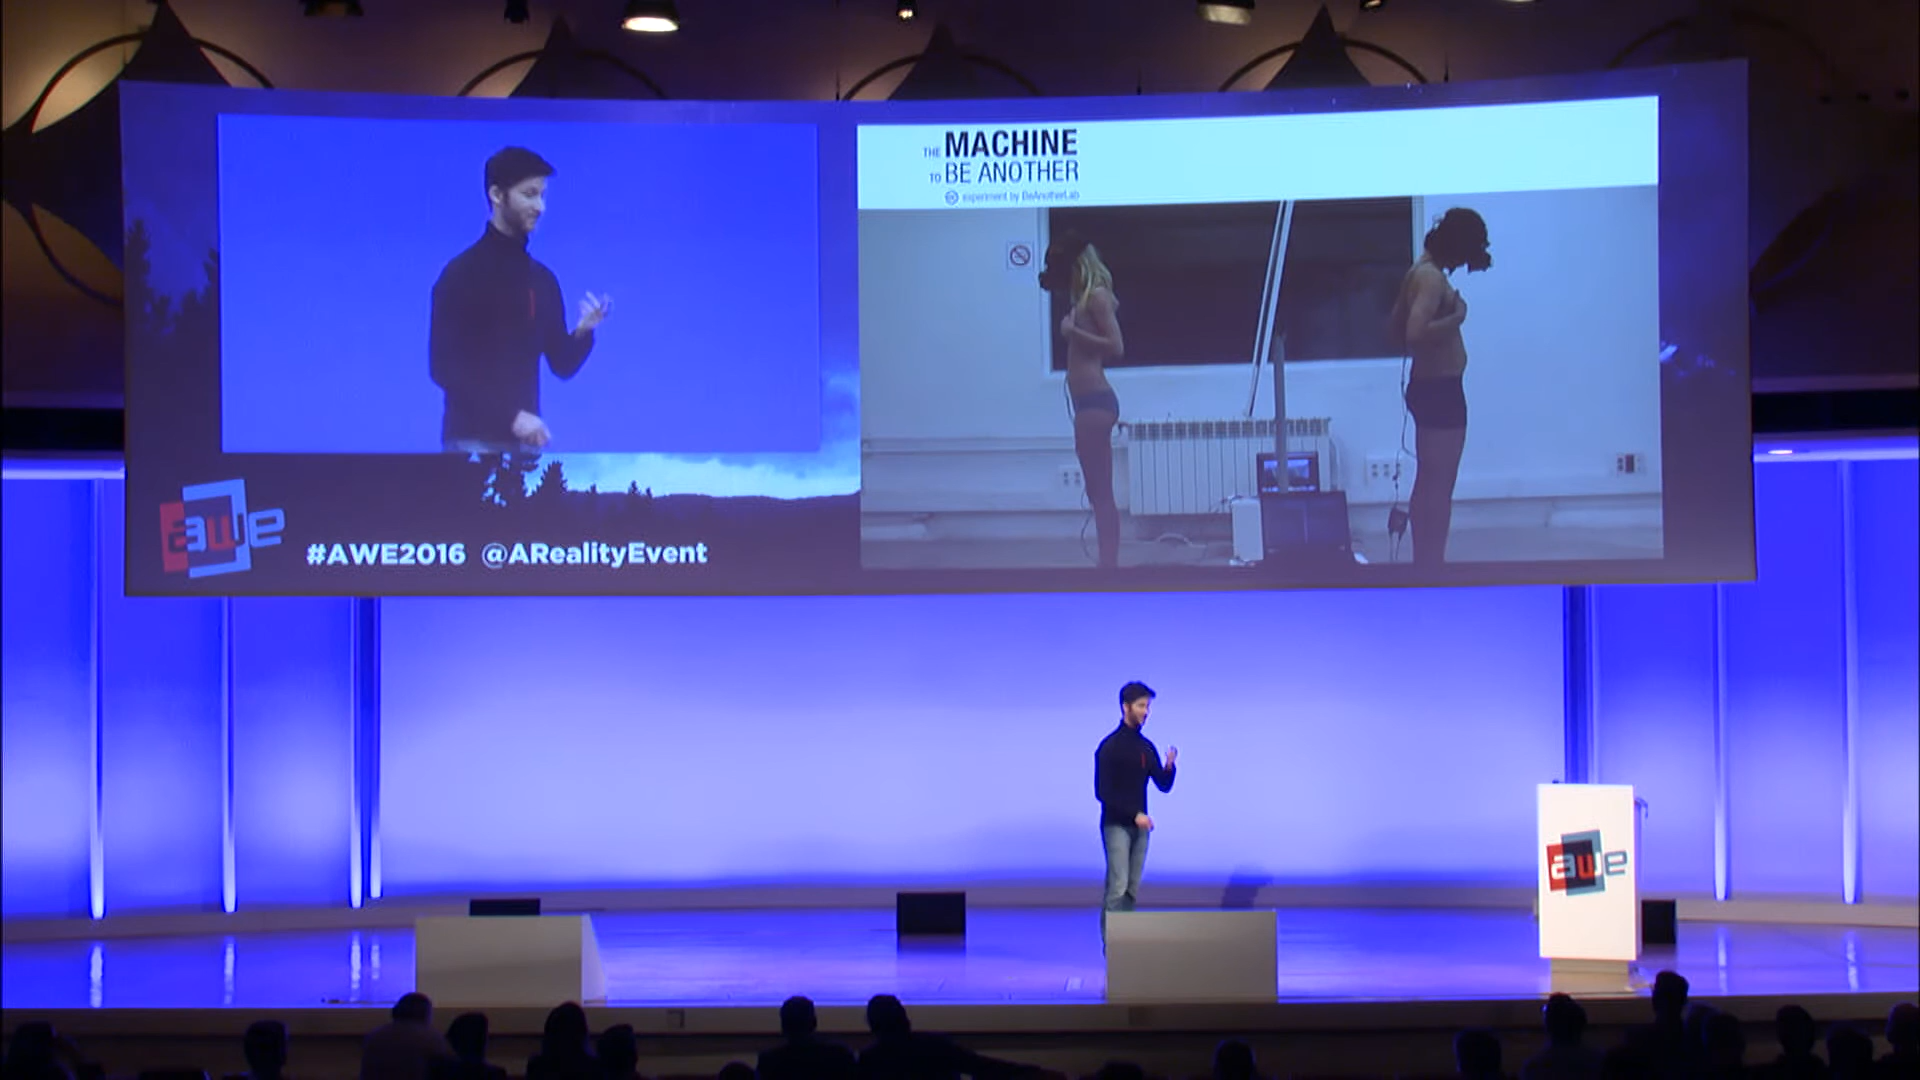 THE MACHINE
TO BE ANOTHER
experiment by BeAnotherLab
awe
#AWE2016 @ARealityEvent
awe